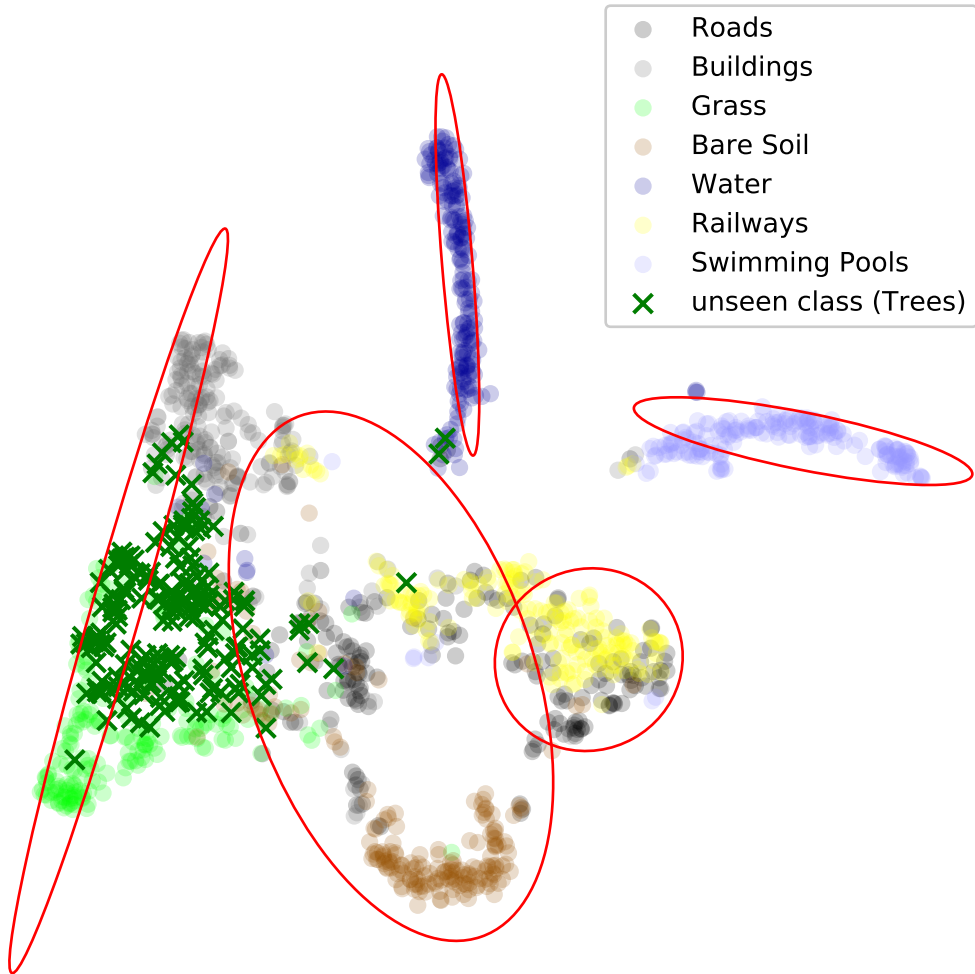 Roads
Buildings
Grass
Bare Soil
Water
Railways
Swimming Pools
unseen class (Trees)